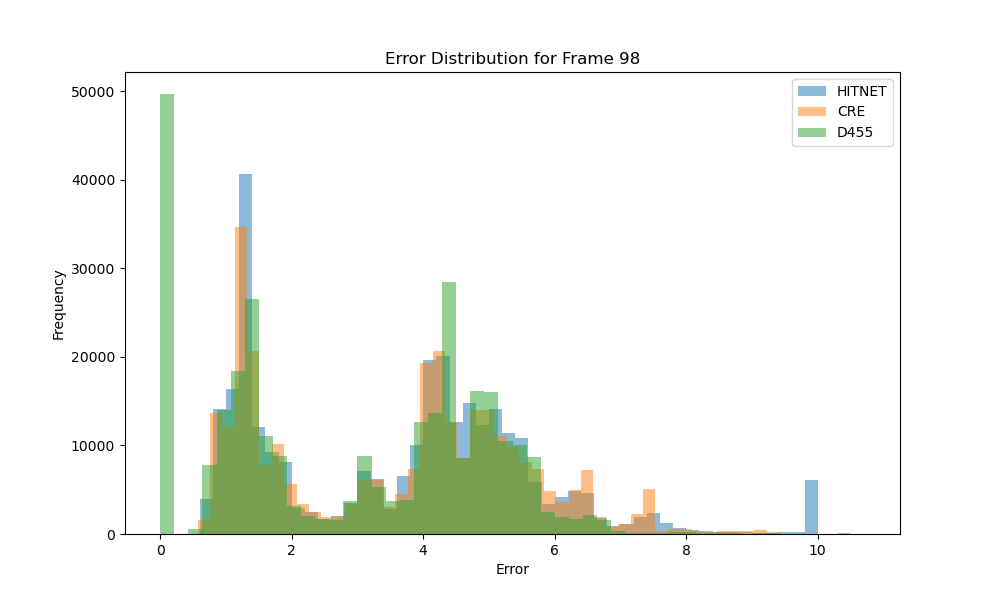 Error Distribution for Frame 98
HITNET
CRE
D455
50000
40000
30000
20000
10000
0
Frequency
0 2 4 6 8 10
Error